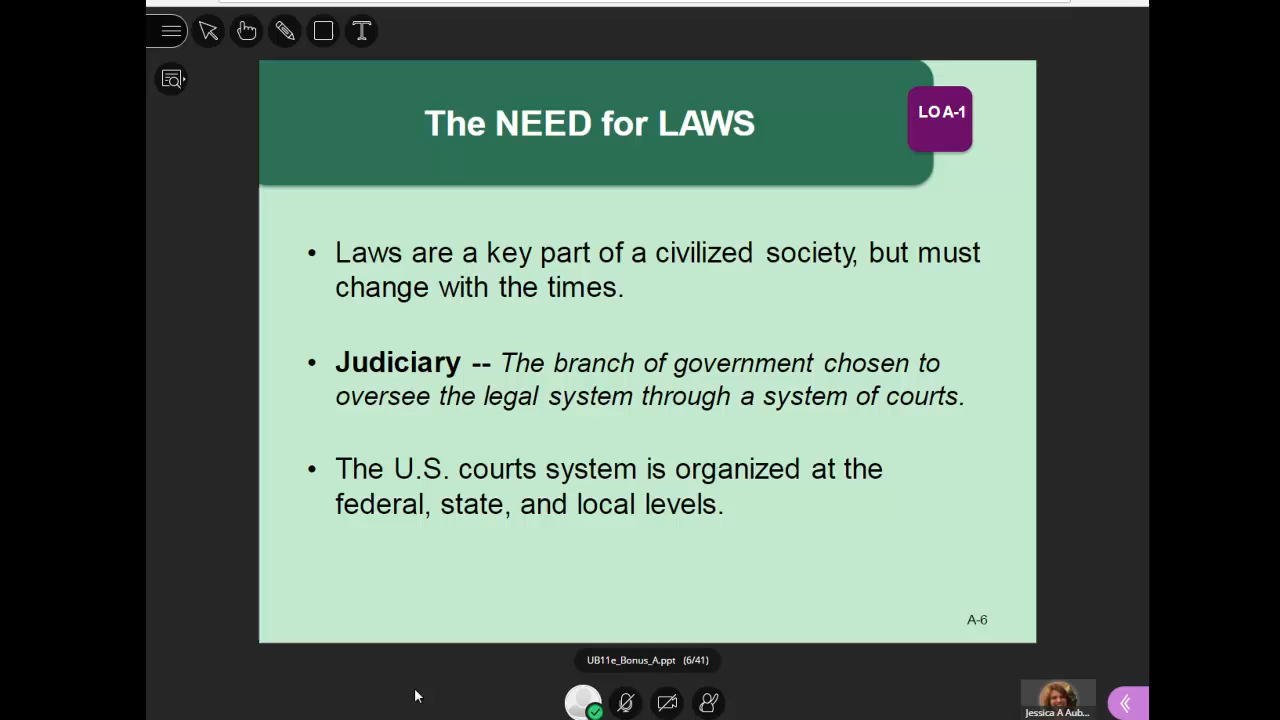 The NEED for LAWS
LO A-1
• Laws are a key part of a civilized society, but must
change with the times.
• Judiciary -- The branch of government chosen to
oversee the legal system through a system of courts.
• The U.S. courts system is organized at the
federal, state, and local levels.
A-6
UB11e_Bonus_A.ppt (6/41)
Jessica A Aub...